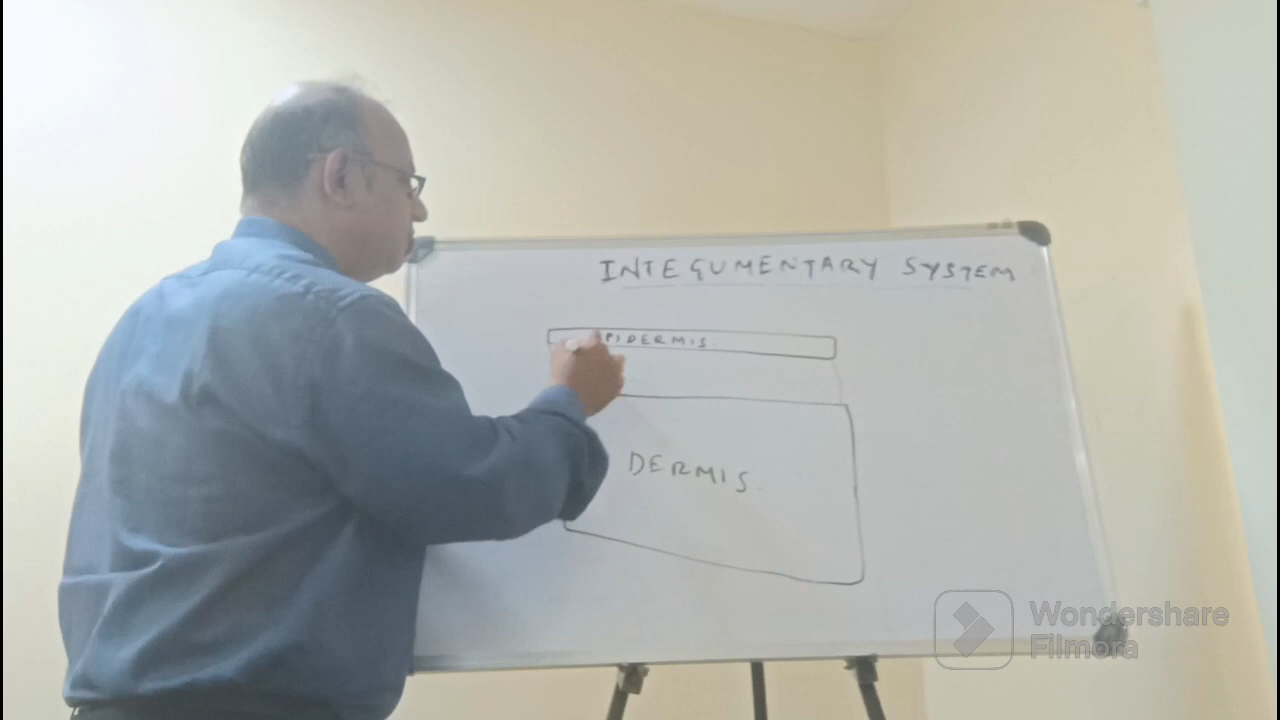 INTEGUMENTARY SYSTEM
PIDERMIS
DERMIS
Wondershare
Filmora